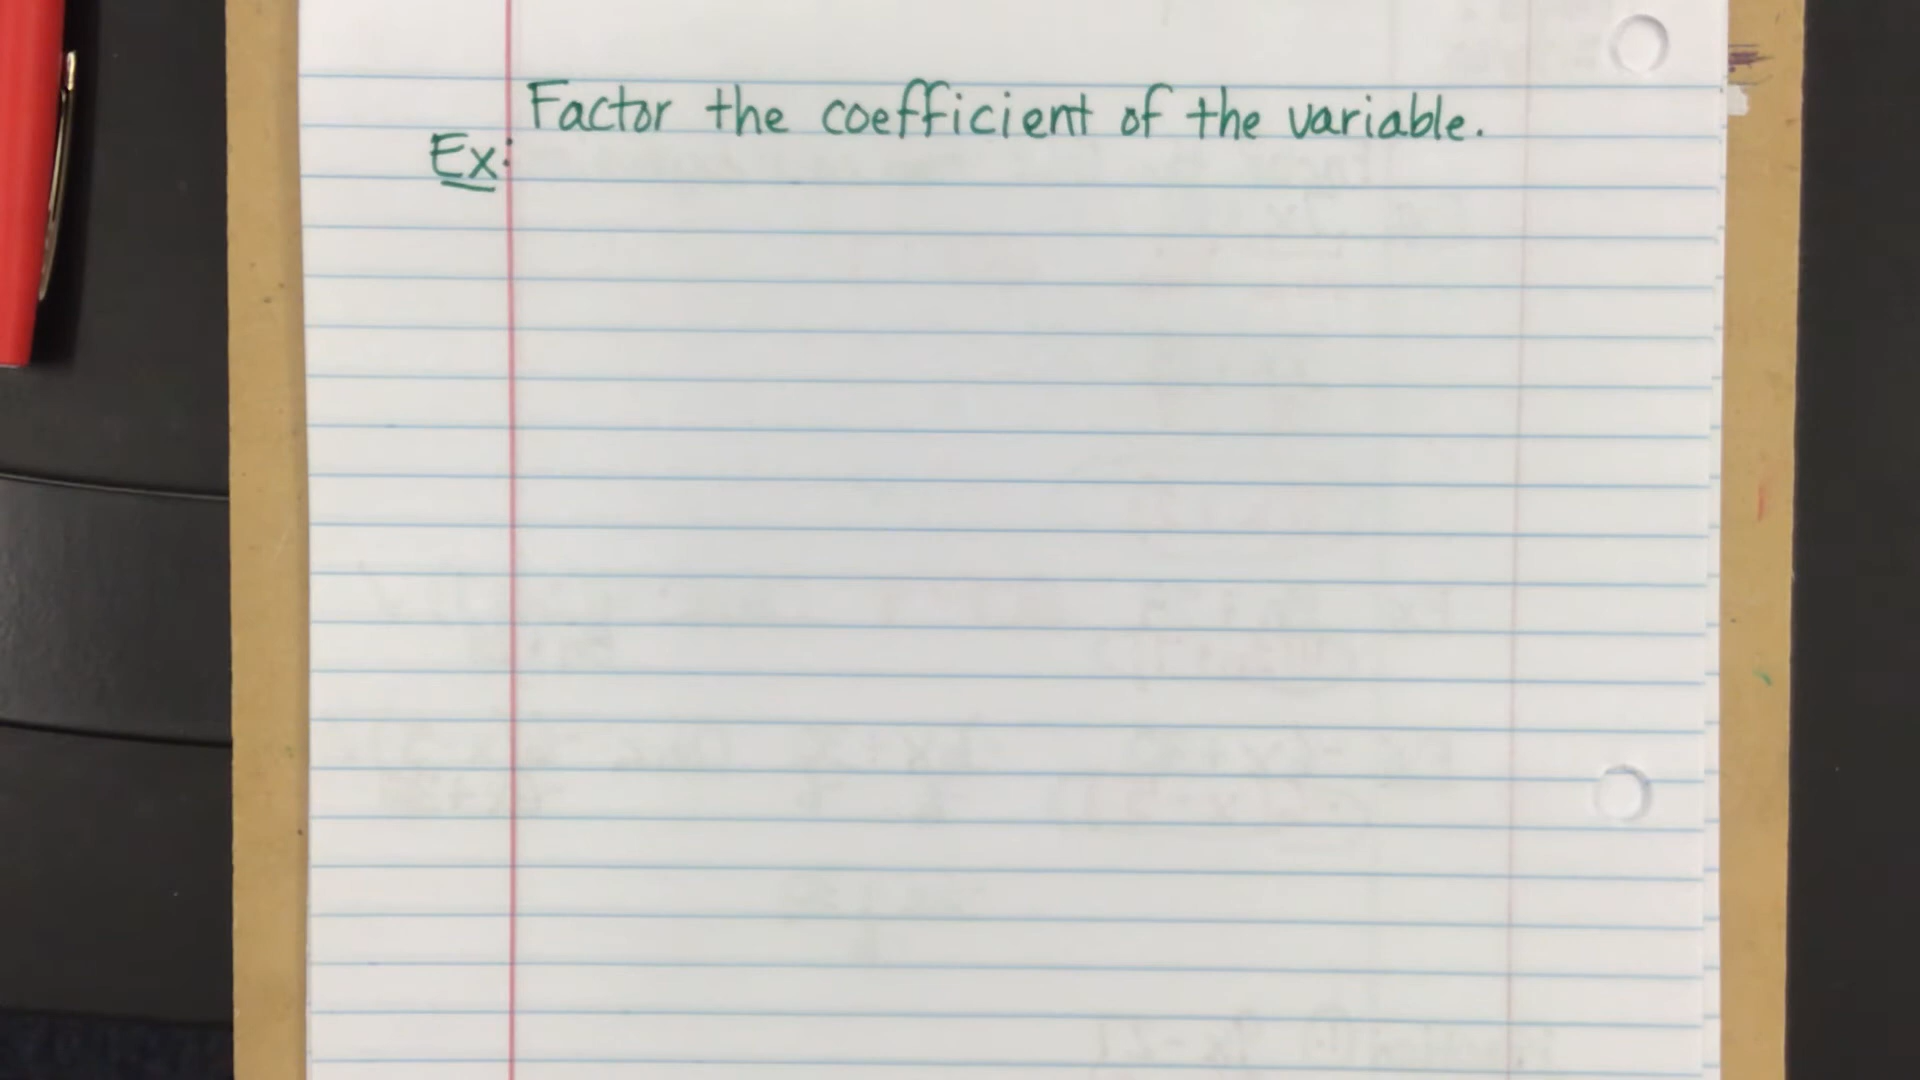 Factor the coefficient of the variable.
Ex: